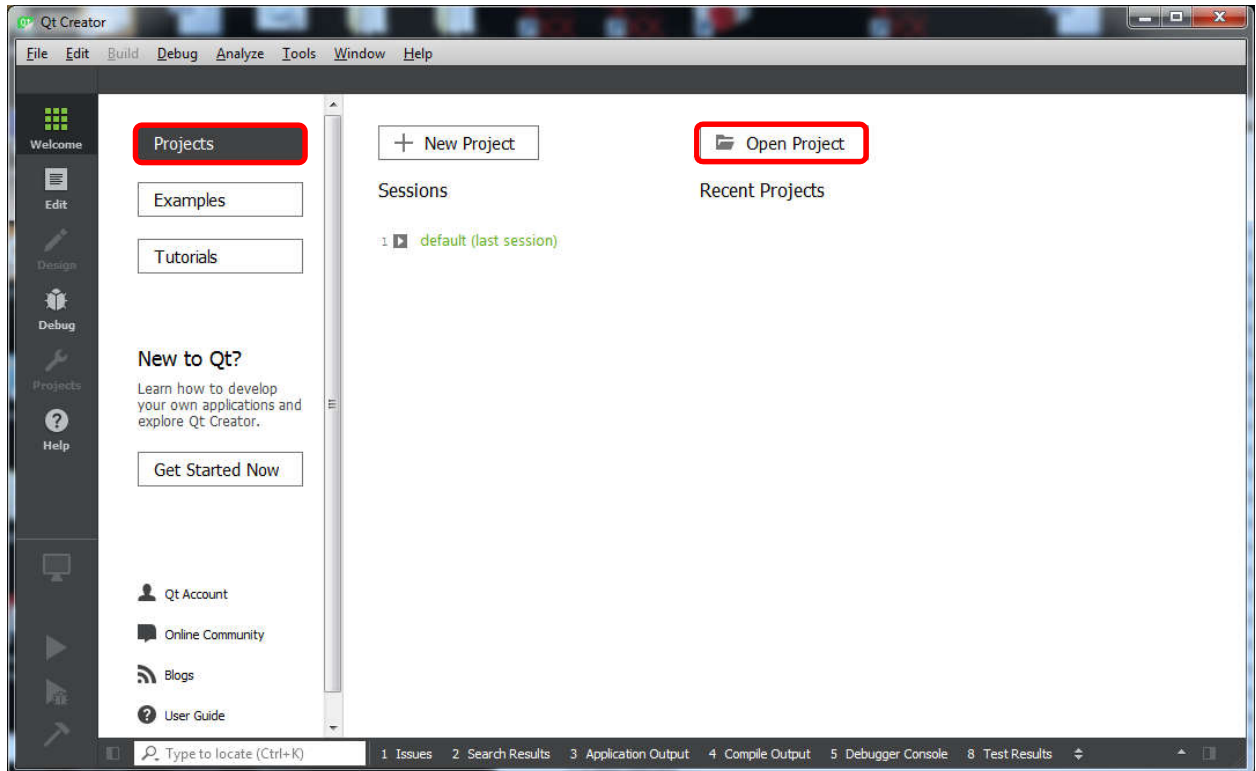 Qt Creator
File Edit Build Debug Analyze Tools Window Help
Welcome
Edit
Design
Debug
Projects
Help
Projects
Examples
Tutorials
New to Qt?
Learn how to develop
your own applications and
explore Qt Creator.
Get Started Now
Qt Account
Online Community
Blogs
User Guide
+ New Project
Sessions
1 default (last session)
Open Project
Recent Projects
Type to locate (Ctrl+K) 1 Issues 2 Search Results 3 Application Output 4 Compile Output 5 Debugger Console 8 Test Results